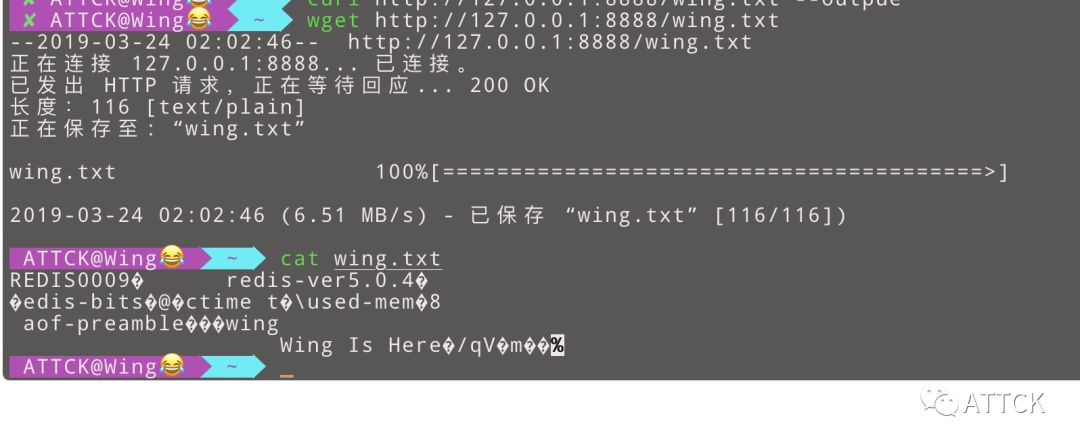 ✘ ATTCK@Wing😂 ~ curl http://127.0.0.1:8888/wing.txt --outpue
✘ ATTCK@Wing😂 ~ wget http://127.0.0.1:8888/wing.txt
--2019-03-24 02:02:46--  http://127.0.0.1:8888/wing.txt
正在连接 127.0.0.1:8888... 已连接。
已发出 HTTP 请求，正在等待回应... 200 OK
长度：116 [text/plain]
正在保存至: “wing.txt”
wing.txt 100%[========================================>]
2019-03-24 02:02:46 (6.51 MB/s) - 已保存 “wing.txt” [116/116])
ATTCK@Wing😂 ~ cat wing.txt
REDIS0009� redis-ver5.0.4�
�edis-bits�@�ctime t�\used-mem�8
aof-preamble���wing
Wing Is Here�/qV�m��%
ATTCK@Wing😂 ~ _
ATTCK